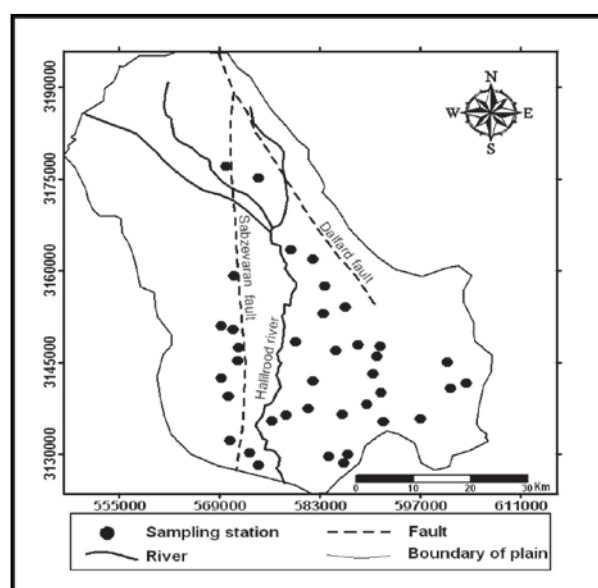 3190000
3175000
3160000
3145000
3130000
N
W E
S
Dalfard fault
Sabzevaran fault
Halilrood river
0 10 20 30 Km
555000 569000 583000 597000 611000
Sampling station
Fault
River
Boundary of plain